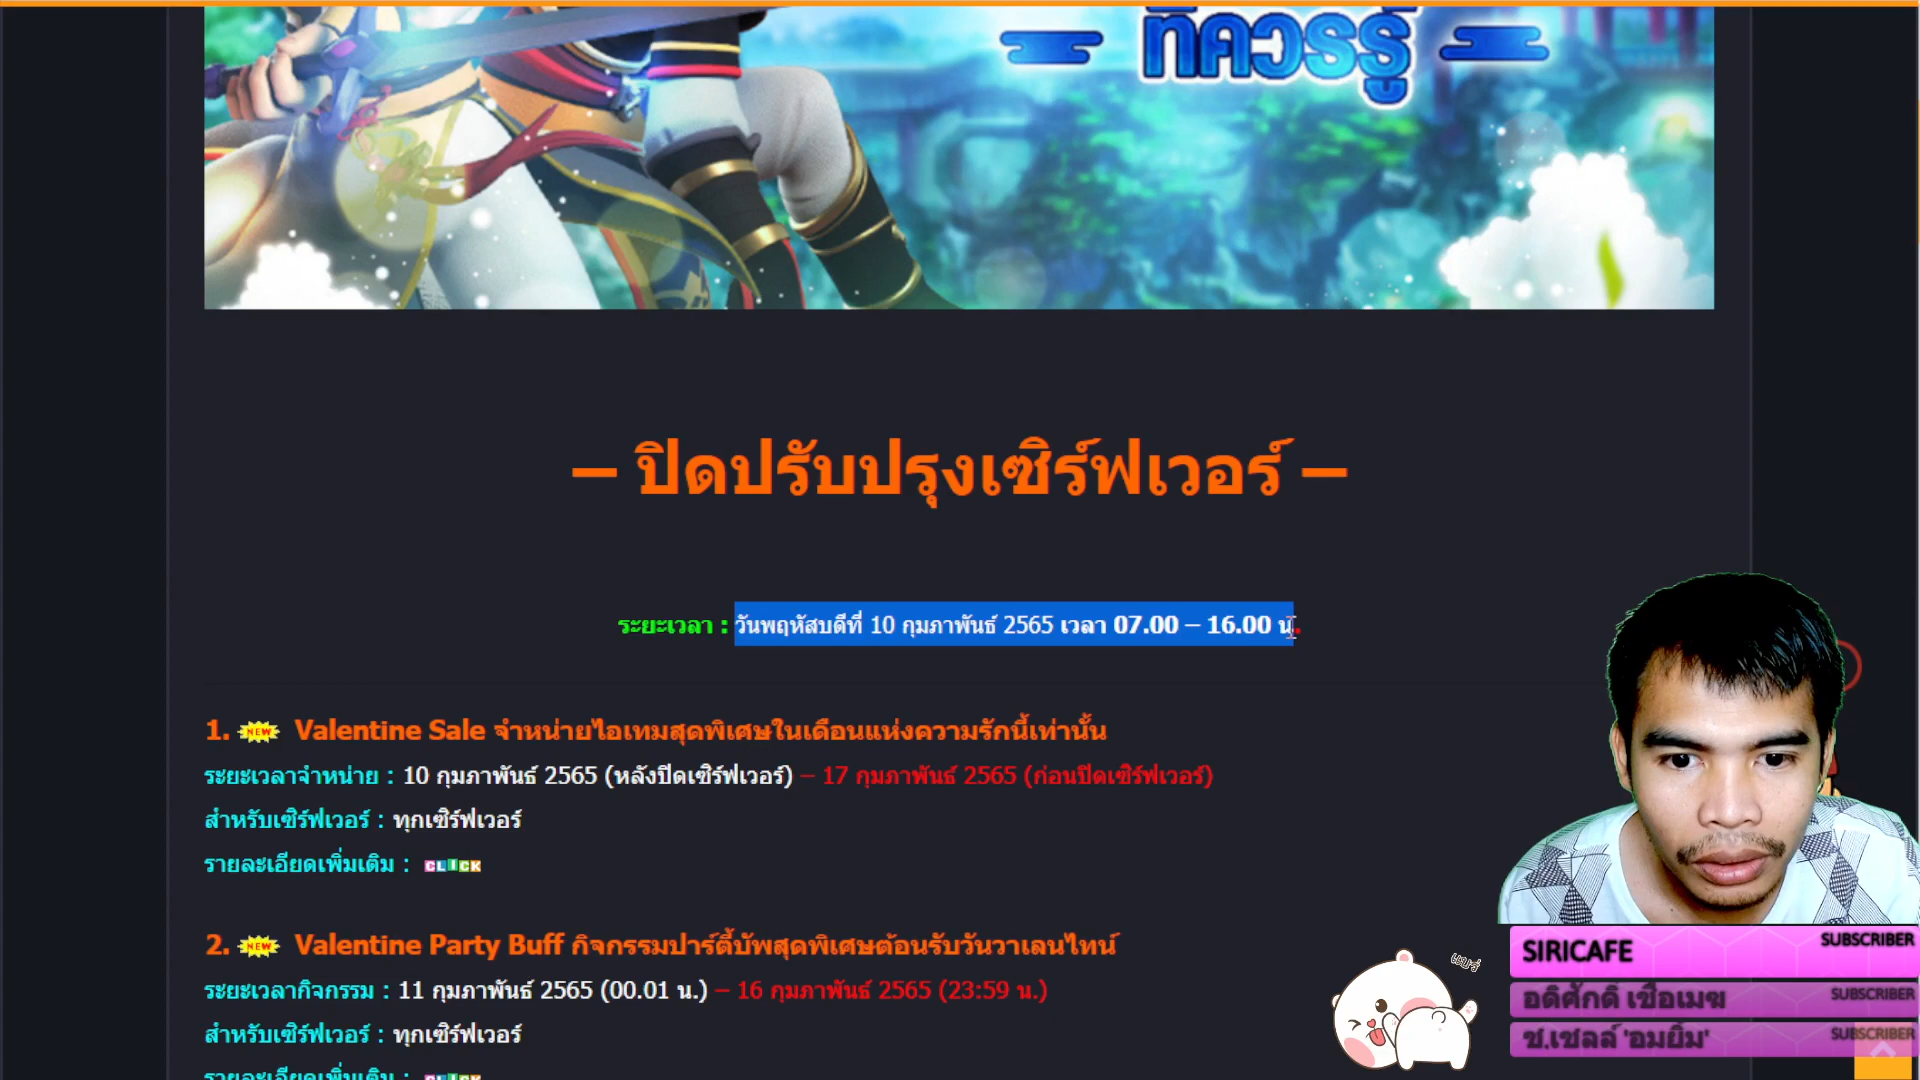 ที่ควรรู้
– ปิดปรับปรุงเซิร์ฟเวอร์ –
ระยะเวลา : วันพฤหัสบดีที่ 10 กุมภาพันธ์ 2565 เวลา 07.00 – 16.00 น.
1. NEW Valentine Sale จำหน่ายไอเทมสุดพิเศษในเดือนแห่งความรักนี้เท่านั้น
ระยะเวลาจำหน่าย : 10 กุมภาพันธ์ 2565 (หลังปิดเซิร์ฟเวอร์) – 17 กุมภาพันธ์ 2565 (ก่อนปิดเซิร์ฟเวอร์)
สำหรับเซิร์ฟเวอร์ : ทุกเซิร์ฟเวอร์
รายละเอียดเพิ่มเติม : CLICK
2. NEW Valentine Party Buff กิจกรรมปาร์ตี้บัพสุดพิเศษต้อนรับวันวาเลนไทน์
ระยะเวลากิจกรรม : 11 กุมภาพันธ์ 2565 (00.01 น.) – 16 กุมภาพันธ์ 2565 (23:59 น.)
สำหรับเซิร์ฟเวอร์ : ทุกเซิร์ฟเวอร์
รายละเอียดเพิ่มเติม : CLICK
SIRICAFE SUBSCRIBER
อดิศักดิ์ เชื้อเมฆ SUBSCRIBER
ช.เชลล์ 'อมยิ้ม' SUBSCRIBER